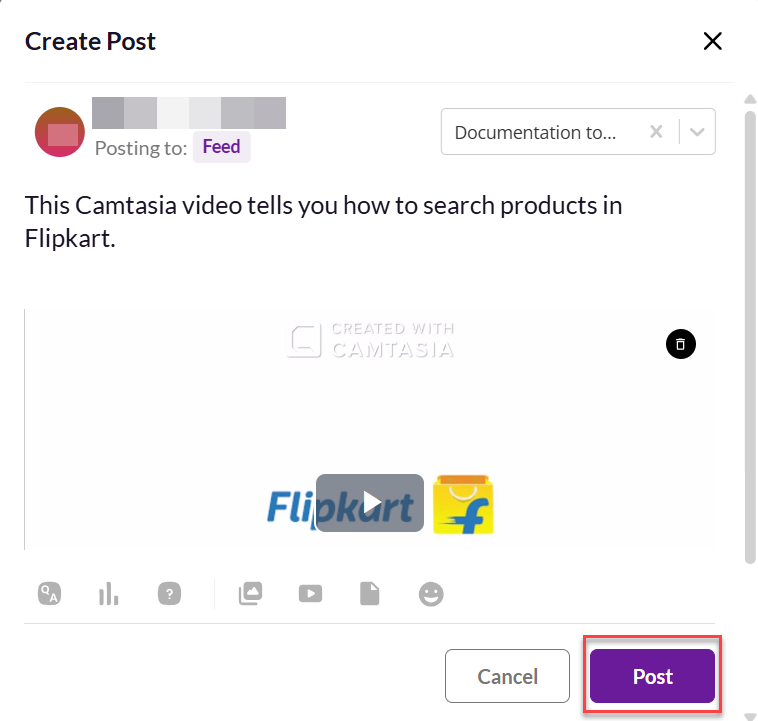 Create Post
Posting to: Feed
Documentation to...
This Camtasia video tells you how to search products in
Flipkart.
CREATED WITH
CAMTASIA
Flipkart
Cancel
Post